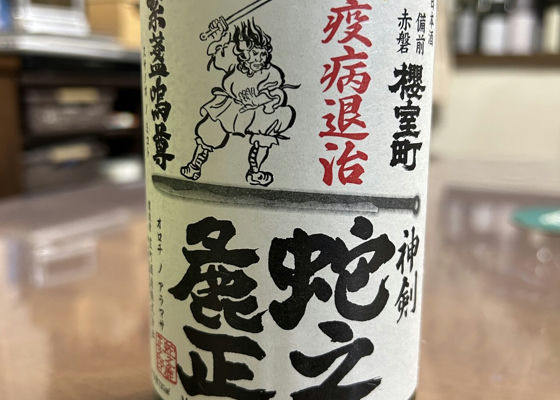 日本酒
備前
赤磐
櫻室町
疫病退治
素盞嗚尊
神剣
蛇之
麁正
オロチノアラマサ